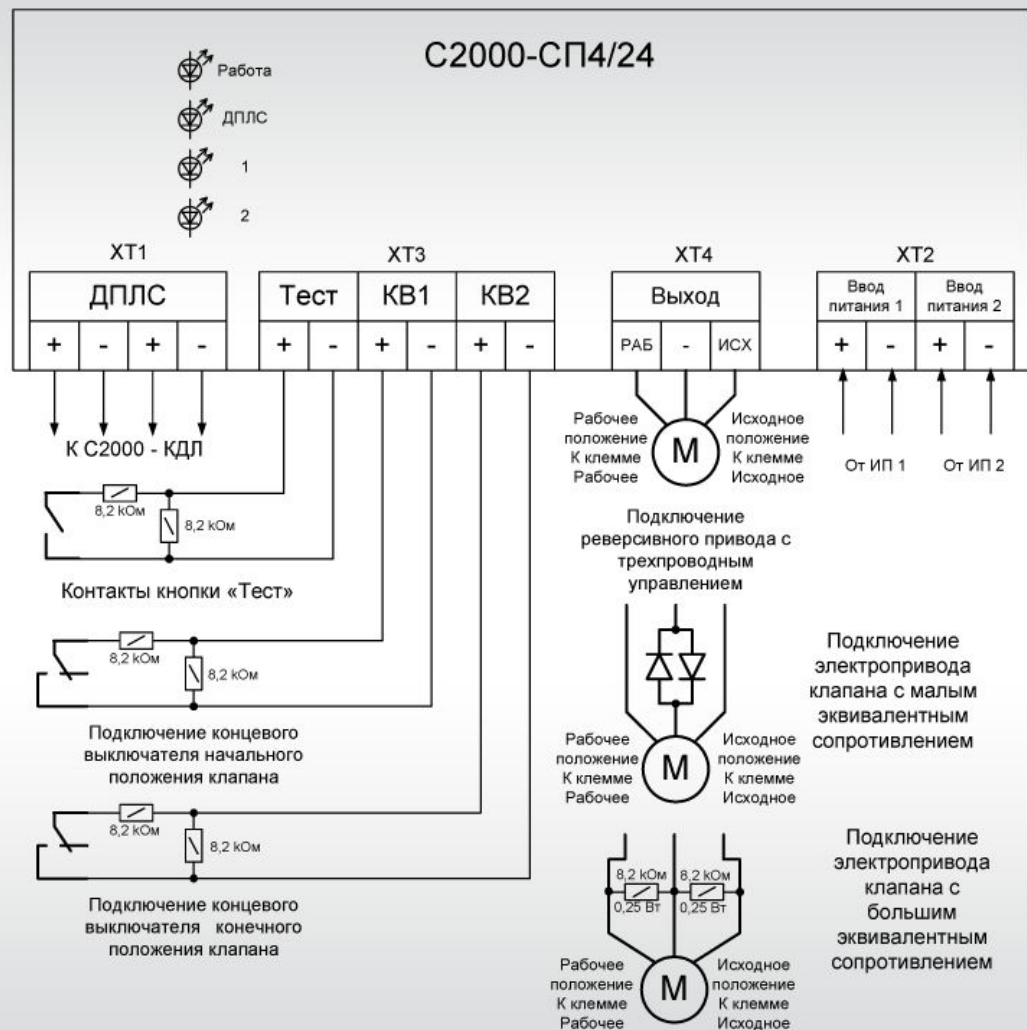 С2000-СП4/24
Работа
ДПЛС
1
2
ХТ1
ДПЛС
+ - + -
К С2000 - КДЛ
ХТ3
Тест КВ1 КВ2
+ - + - + -
ХТ4
Выход
РАБ - ИСХ
ХТ2
Ввод
питания 1
Ввод
питания 2
+ - + -
От ИП 1
От ИП 2
8,2 кОм
8,2 кОм
Контакты кнопки «Тест»
8,2 кОм
8,2 кОм
Подключение концевого
выключателя начального
положения клапана
8,2 кОм
8,2 кОм
Подключение концевого
выключателя конечного
положения клапана
Рабочее
положение
К клемме
Рабочее
М
Исходное
положение
К клемме
Исходное
Подключение
реверсивного привода с
трехпроводным
управлением
Рабочее
положение
К клемме
Рабочее
М
Исходное
положение
К клемме
Исходное
Подключение
электропривода
клапана с малым
эквивалентным
сопротивлением
8,2 кОм
0,25 Вт
8,2 кОм
0,25 Вт
Рабочее
положение
К клемме
Рабочее
М
Исходное
положение
К клемме
Исходное
Подключение
электропривода
клапана с
большим
эквивалентным
сопротивлением